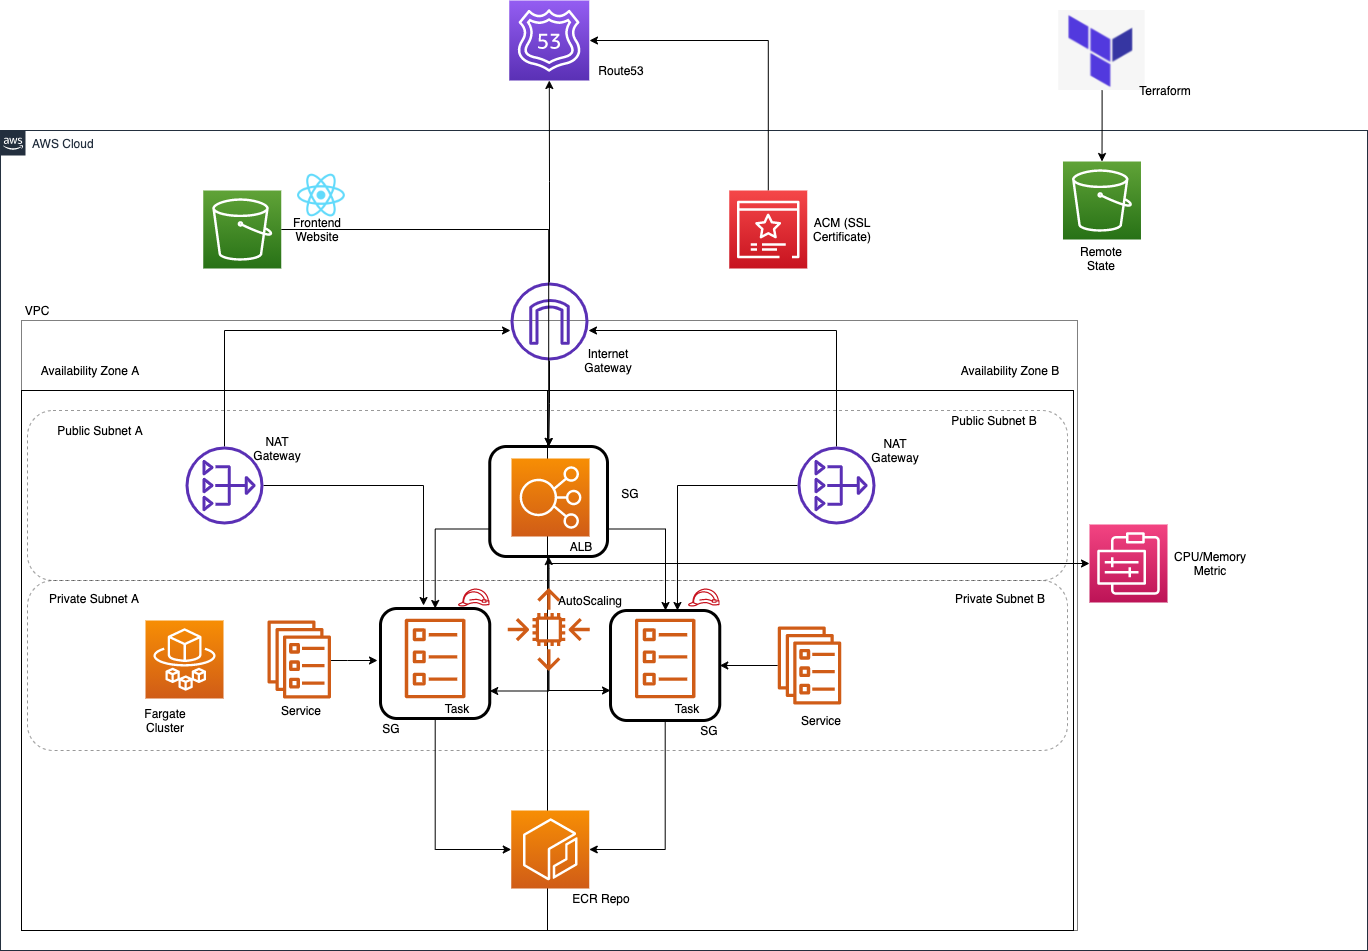 53
Route53
Terraform
aws
AWS Cloud
Frontend
Website
ACM (SSL
Certificate)
Remote
State
VPC
Internet
Gateway
Availability Zone A
Availability Zone B
Public Subnet A
Public Subnet B
NAT
Gateway
NAT
Gateway
SG
ALB
CPU/Memory
Metric
Private Subnet A
AutoScaling
Private Subnet B
Fargate
Cluster
Service
Task
SG
Task
SG
Service
ECR Repo